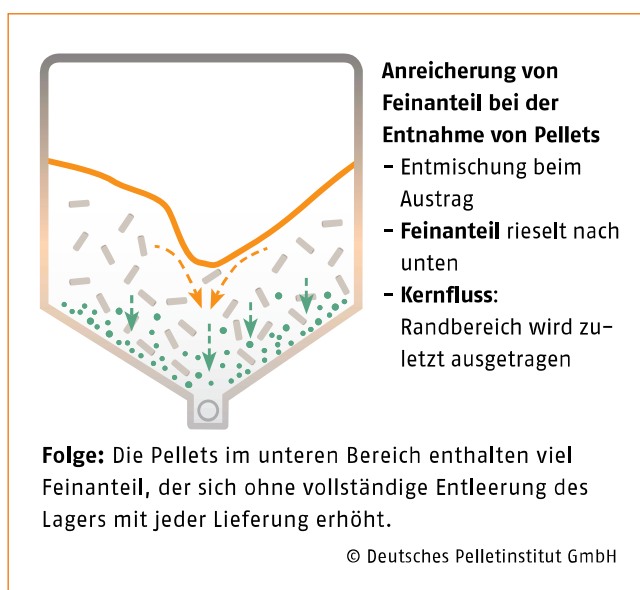 Anreicherung von
Feinanteil bei der
Entnahme von Pellets
– Entmischung beim
Austrag
– Feinanteil rieselt nach
unten
– Kernfluss:
Randbereich wird zu-
letzt ausgetragen
Folge: Die Pellets im unteren Bereich enthalten viel
Feinanteil, der sich ohne vollständige Entleerung des
Lagers mit jeder Lieferung erhöht.
© Deutsches Pelletinstitut GmbH